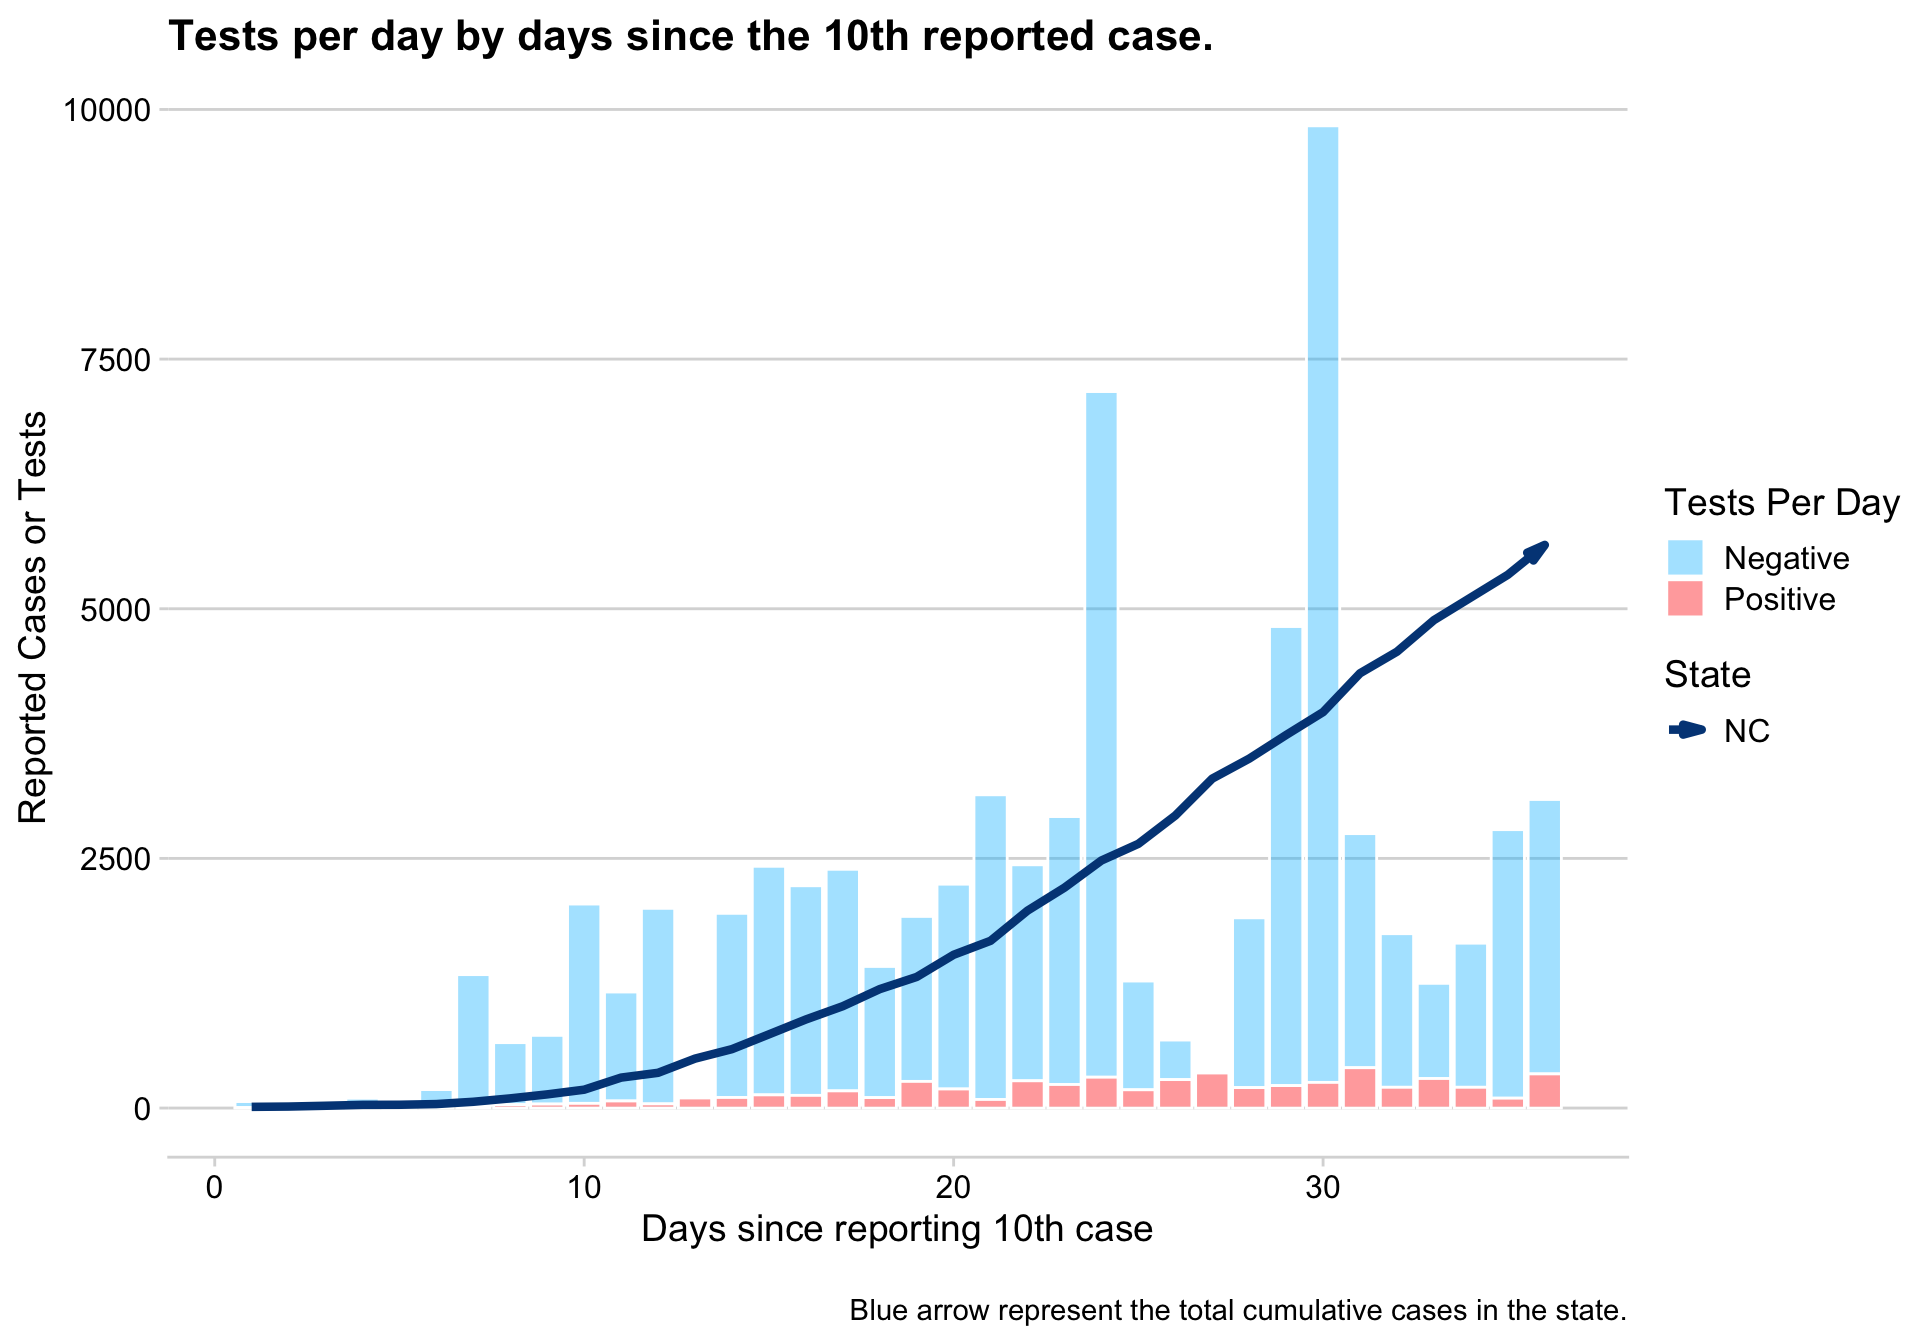 Tests per day by days since the 10th reported case.
10000
7500
5000
2500
0
Reported Cases or Tests
0 10 20 30
Days since reporting 10th case
Tests Per Day
Negative
Positive
State
NC
Blue arrow represent the total cumulative cases in the state.